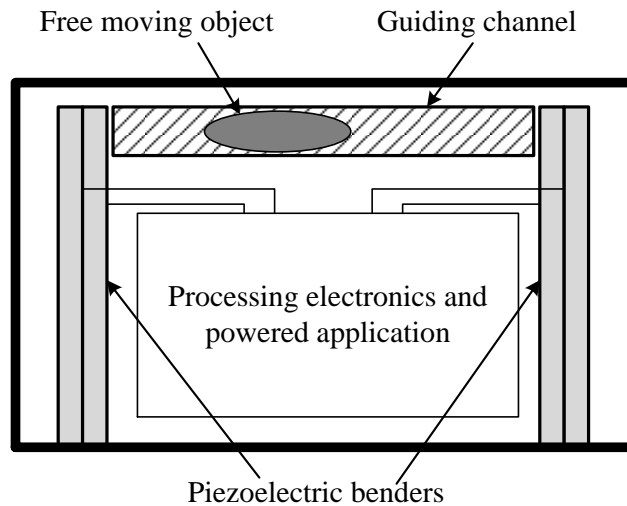 Free moving object
Guiding channel
Processing electronics and
powered application
Piezoelectric benders